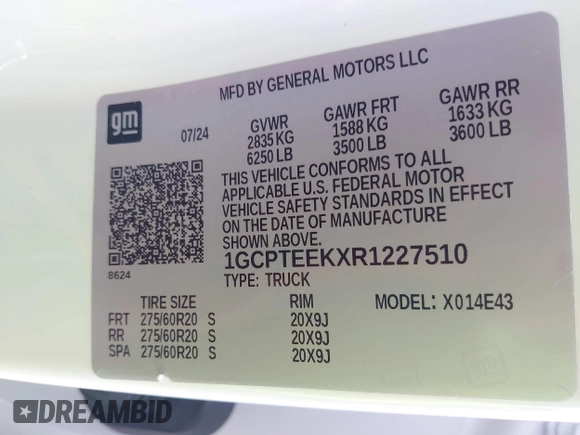 MFD BY GENERAL MOTORS LLC
gm
07/24
GVWR
2835 KG
6250 LB
GAWR FRT
1588 KG
3500 LB
GAWR RR
1633 KG
3600 LB
THIS VEHICLE CONFORMS TO ALL
APPLICABLE U.S. FEDERAL MOTOR
VEHICLE SAFETY STANDARDS IN EFFECT
ON THE DATE OF MANUFACTURE
SHOWN ABOVE.
8624
1GCPTEEKXR1227510
TYPE: TRUCK
TIRE SIZE RIM MODEL: X014E43
FRT 275/60R20 S 20X9J
RR 275/60R20 S 20X9J
SPA 275/60R20 S 20X9J
DREAMBID